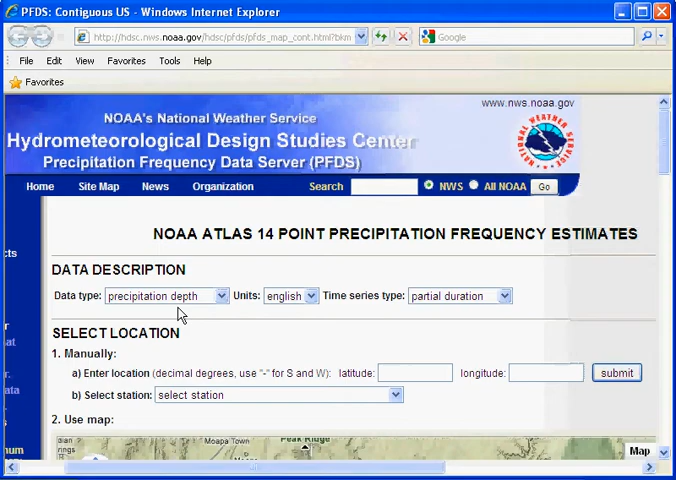 PFDS: Contiguous US - Windows Internet Explorer
http://hdsc.nws.noaa.gov/hdsc/pfds/pfds_map_cont.html?bkm
Google
File Edit View Favorites Tools Help
Favorites
www.nws.noaa.gov
NOAA's National Weather Service
Hydrometeorological Design Studies Center
Precipitation Frequency Data Server (PFDS)
Home Site Map News Organization Search NWS All NOAA Go
NOAA ATLAS 14 POINT PRECIPITATION FREQUENCY ESTIMATES
cts
DATA DESCRIPTION
Data type: precipitation depth Units: english Time series type: partial duration
SELECT LOCATION
1. Manually:
a) Enter location (decimal degrees, use "-" for S and W): latitude: longitude: submit
b) Select station: select station
2. Use map:
Moapa Town
Peak Ridge
Map